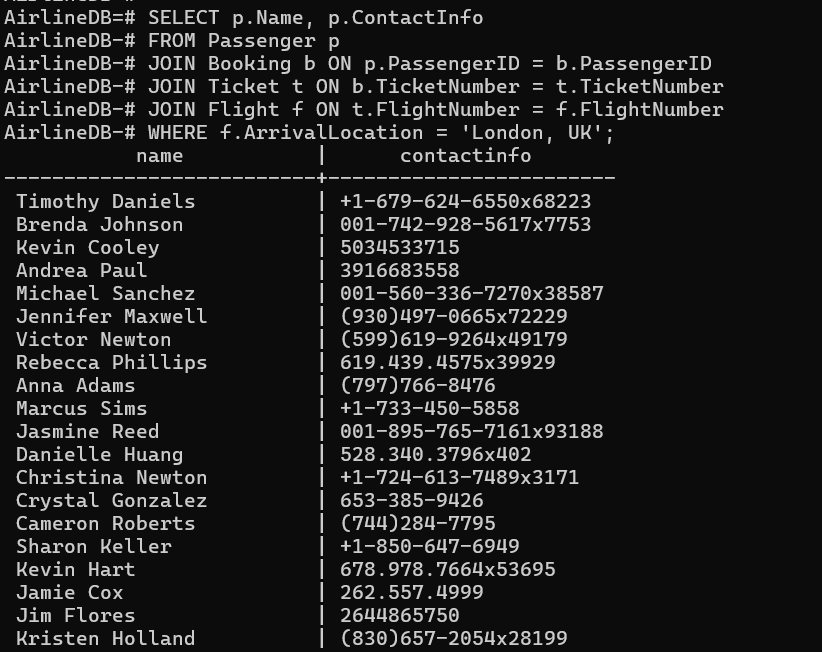 AirlineDB=# SELECT p.Name, p.ContactInfo
AirlineDB-# FROM Passenger p
AirlineDB-# JOIN Booking b ON p.PassengerID = b.PassengerID
AirlineDB-# JOIN Ticket t ON b.TicketNumber = t.TicketNumber
AirlineDB-# JOIN Flight f ON t.FlightNumber = f.FlightNumber
AirlineDB-# WHERE f.ArrivalLocation = 'London, UK';
           name           |      contactinfo
--------------------------+------------------------
 Timothy Daniels          | +1-679-624-6550x68223
 Brenda Johnson           | 001-742-928-5617x7753
 Kevin Cooley             | 5034533715
 Andrea Paul              | 3916683558
 Michael Sanchez          | 001-560-336-7270x38587
 Jennifer Maxwell         | (930)497-0665x72229
 Victor Newton            | (599)619-9264x49179
 Rebecca Phillips         | 619.439.4575x39929
 Anna Adams               | (797)766-8476
 Marcus Sims              | +1-733-450-5858
 Jasmine Reed             | 001-895-765-7161x93188
 Danielle Huang           | 528.340.3796x402
 Christina Newton         | +1-724-613-7489x3171
 Crystal Gonzalez         | 653-385-9426
 Cameron Roberts          | (744)284-7795
 Sharon Keller            | +1-850-647-6949
 Kevin Hart               | 678.978.7664x53695
 Jamie Cox                | 262.557.4999
 Jim Flores               | 2644865750
 Kristen Holland          | (830)657-2054x28199